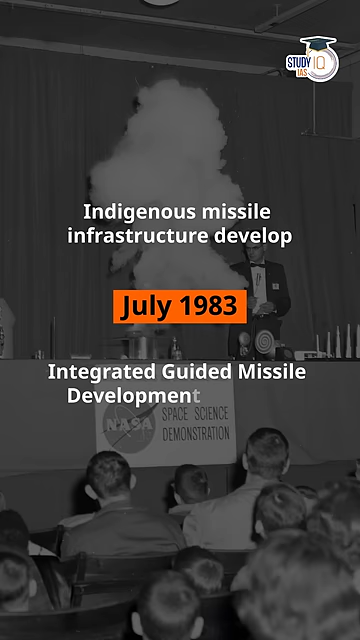 STUDY IQ
IAS
Indigenous missile
infrastructure develop
July 1983
Integrated Guided Missile
Development
NASA
SPACE SCIENCE
DEMONSTRATION